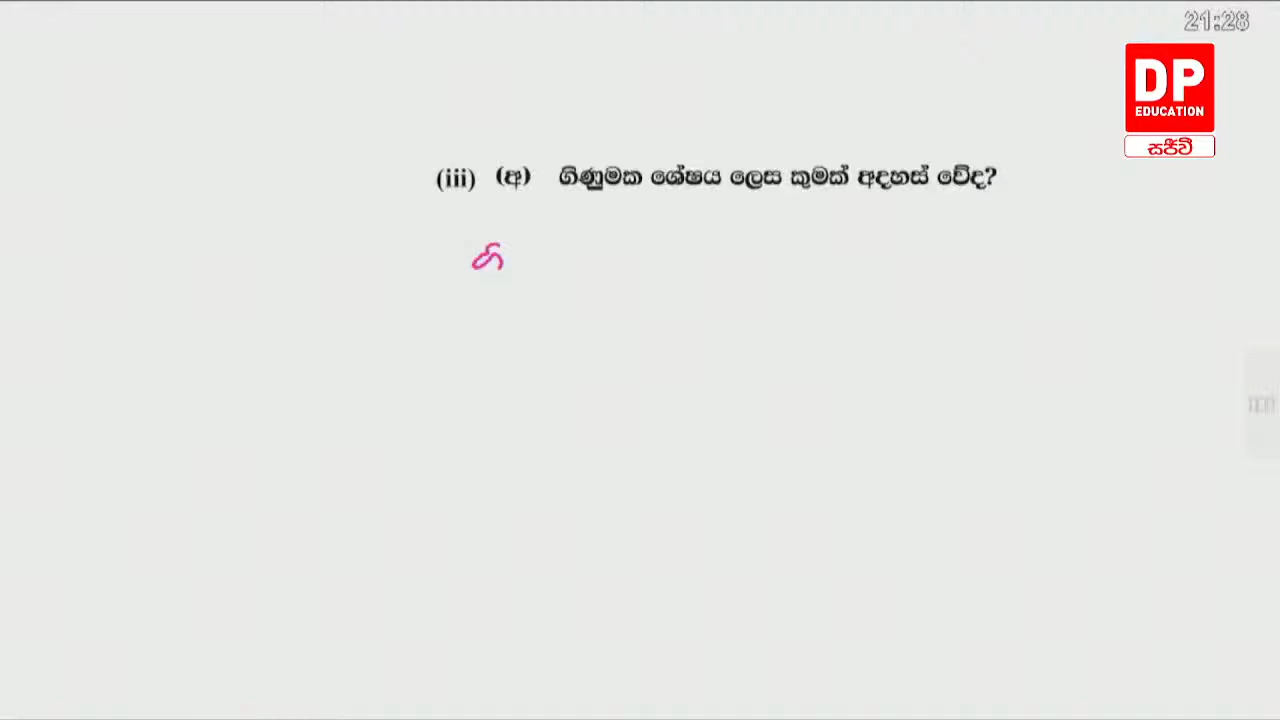 21:28
DP
EDUCATION
සජීවී
(iii) (අ) ගිණුමක ශේෂය ලෙස කුමක් අදහස් වේද?
ගි